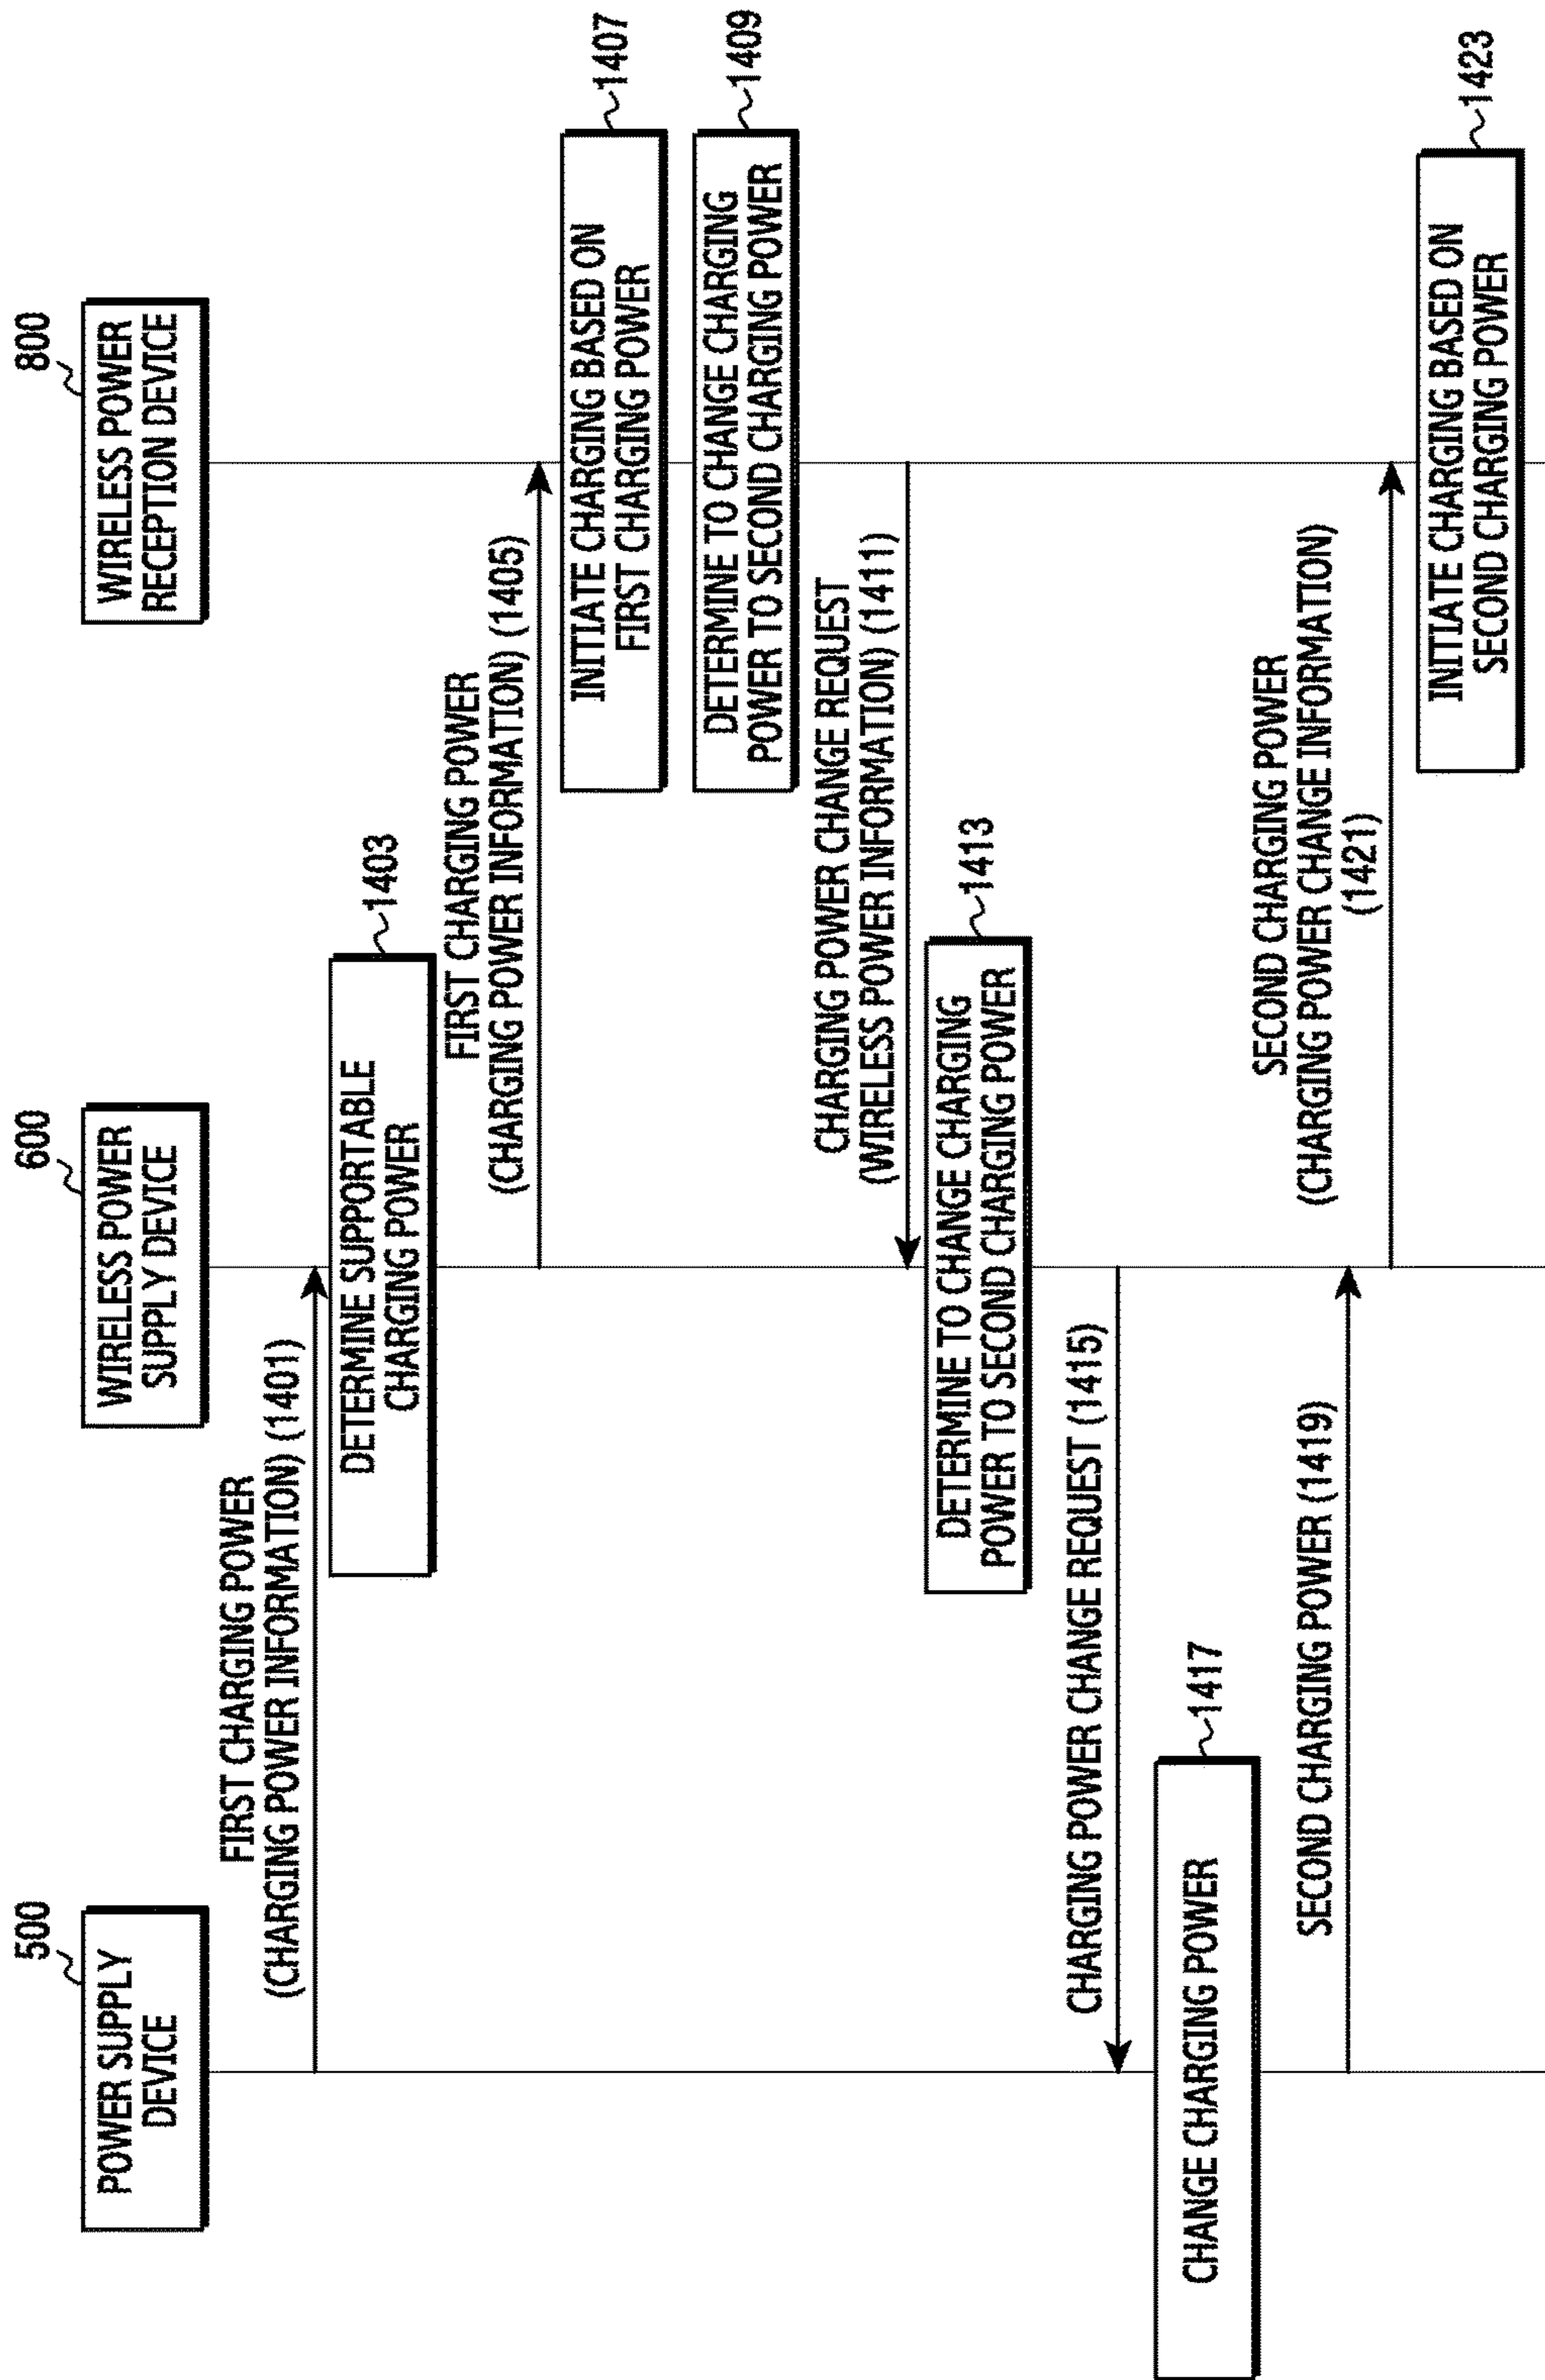 500
POWER SUPPLY
DEVICE
600
WIRELESS POWER
SUPPLY DEVICE
800
WIRELESS POWER
RECEPTION DEVICE
FIRST CHARGING POWER
(CHARGING POWER INFORMATION) (1401)
DETERMINE SUPPORTABLE
CHARGING POWER
1403
FIRST CHARGING POWER
(CHARGING POWER INFORMATION) (1405)
INITIATE CHARGING BASED ON
FIRST CHARGING POWER
1407
DETERMINE TO CHANGE CHARGING
POWER TO SECOND CHARGING POWER
1409
CHARGING POWER CHANGE REQUEST
(WIRELESS POWER INFORMATION) (1411)
DETERMINE TO CHANGE CHARGING
POWER TO SECOND CHARGING POWER
1413
CHARGING POWER CHANGE REQUEST (1415)
CHANGE CHARGING POWER
1417
SECOND CHARGING POWER (1419)
SECOND CHARGING POWER
(CHARGING POWER CHANGE INFORMATION)
(1421)
INITIATE CHARGING BASED ON
SECOND CHARGING POWER
1423